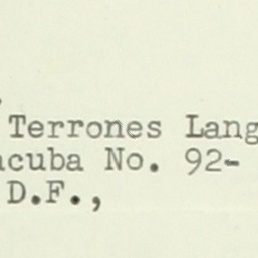 Terrones Lang
acuba No. 92-
D.F.,